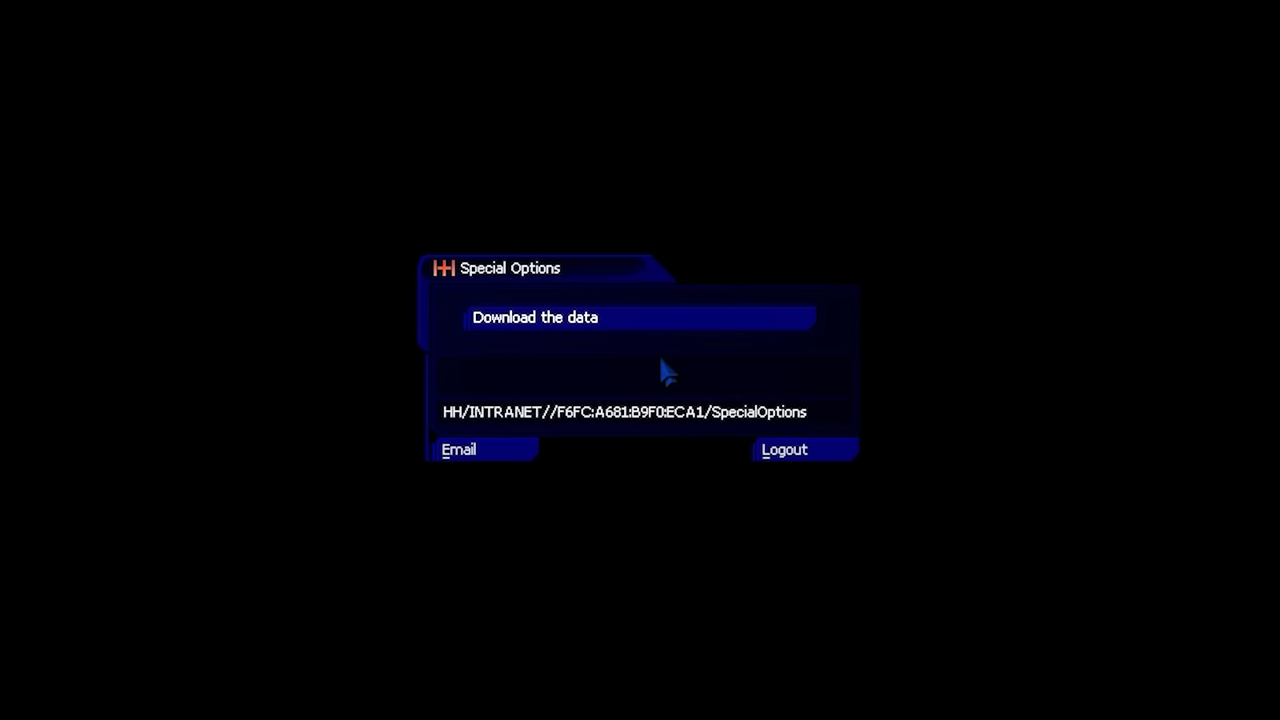 Special Options
Download the data
HH/INTRANET//F6FC:A681:B9F0:ECA1/SpecialOptions
Email
Logout